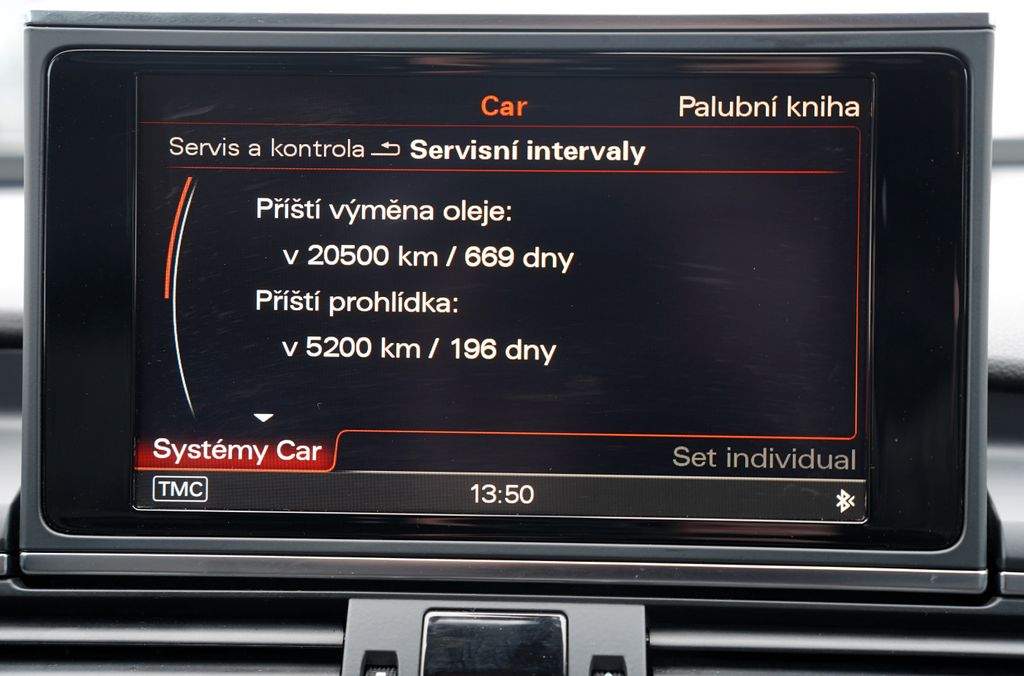 Car
Palubní kniha
Servis a kontrola Servisní intervaly
Příští výměna oleje:
v 20500 km / 669 dny
Příští prohlídka:
v 5200 km / 196 dny
Systémy Car
Set individual
TMC
13:50